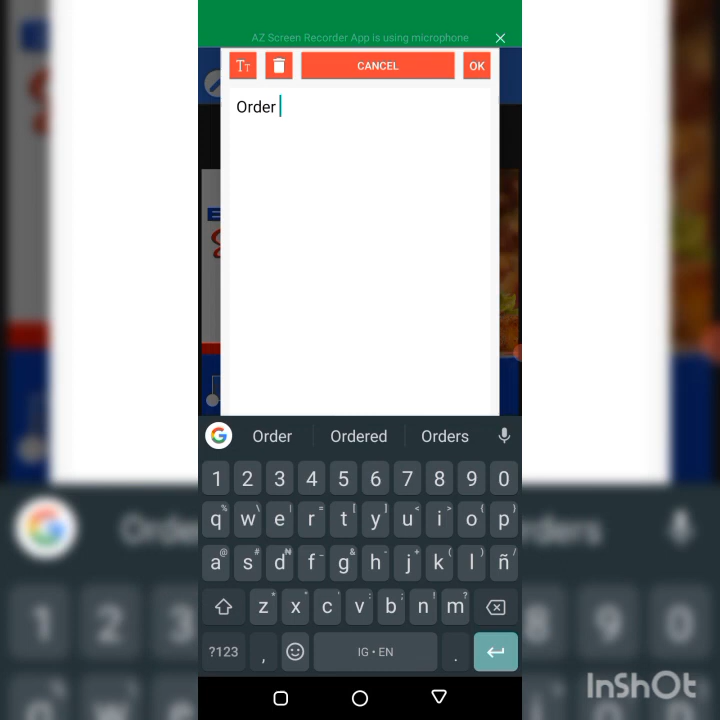 AZ Screen Recorder App is using microphone
TT CANCEL OK
Order
Order Ordered Orders
1 2 3 4 5 6 7 8 9 0
q w e r t y u i o p
% \ | = [ ] < > { }
a s d f g h j k l ñ
@ # ₦ _ & - + ( ) /
z x c v b n m
* " ' : ; ! ?
?123 , IG • EN .
InShOt